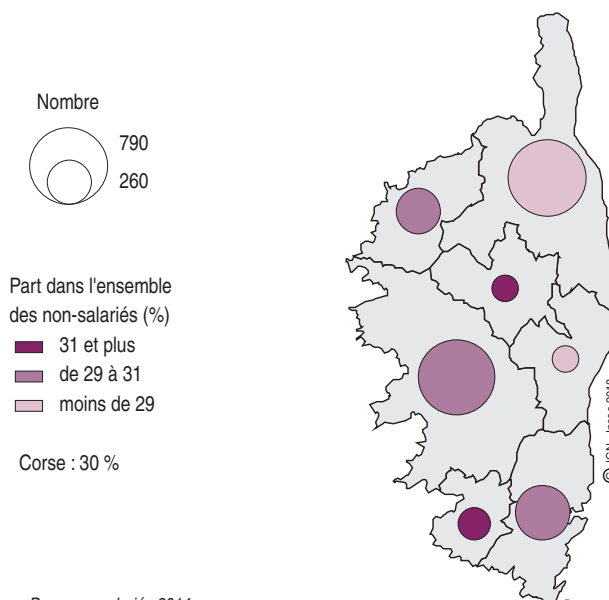 Nombre
790
260
Part dans l'ensemble
des non-salariés (%)
31 et plus
de 29 à 31
moins de 29
Corse : 30 %